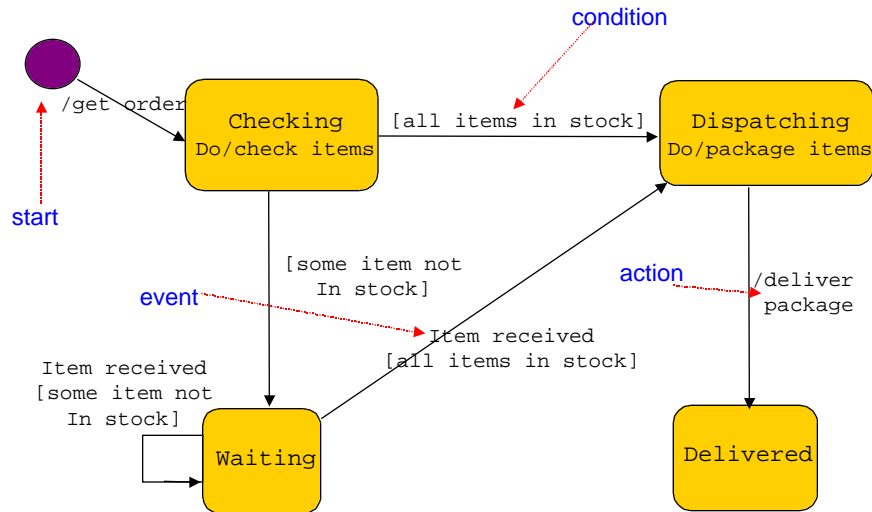 condition
/get order
Checking
Do/check items
[all items in stock]
Dispatching
Do/package items
start
[some item not
In stock]
event
action
/deliver
package
Item received
[all items in stock]
Item received
[some item not
In stock]
Waiting
Delivered